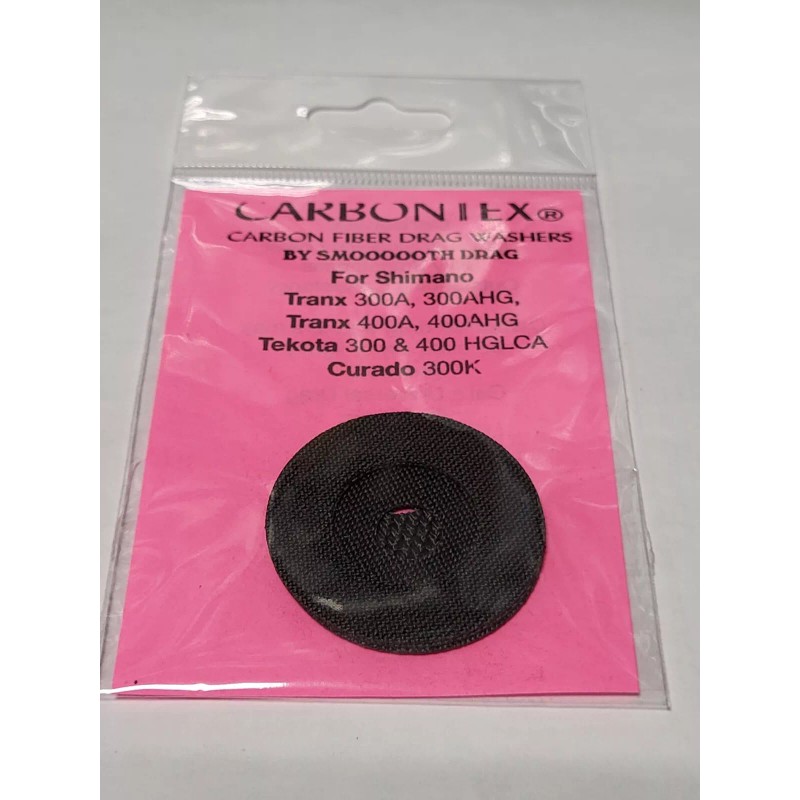 CARBONTEX®
CARBON FIBER DRAG WASHERS
BY SMOOOOOTH DRAG
For Shimano
Tranx 300A, 300AHG,
Tranx 400A, 400AHG
Tekota 300 & 400 HGLCA
Curado 300K